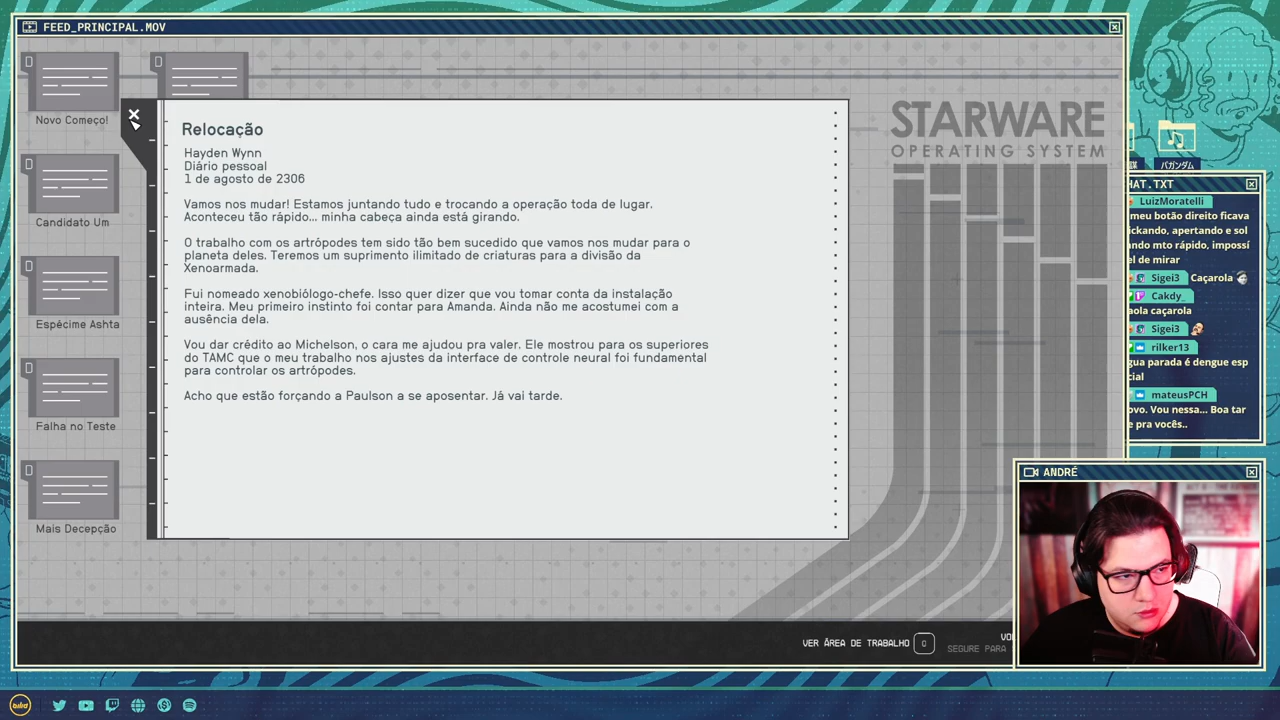 FEED_PRINCIPAL.MOV
Novo Começo!
Candidato Um
Espécime Ashta
Falha no Teste
Mais Decepção
Relocação
Hayden Wynn
Diário pessoal
1 de agosto de 2306
Vamos nos mudar! Estamos juntando tudo e trocando a operação toda de lugar.
Aconteceu tão rápido... minha cabeça ainda está girando.
O trabalho com os artrópodes tem sido tão bem sucedido que vamos nos mudar para o
planeta deles. Teremos um suprimento ilimitado de criaturas para a divisão da
Xenoarmada.
Fui nomeado xenobiólogo-chefe. Isso quer dizer que vou tomar conta da instalação
inteira. Meu primeiro instinto foi contar para Amanda. Ainda não me acostumei com a
ausência dela.
Vou dar crédito ao Michelson, o cara me ajudou pra valer. Ele mostrou para os superiores
do TAMC que o meu trabalho nos ajustes da interface de controle neural foi fundamental
para controlar os artrópodes.
Acho que estão forçando a Paulson a se aposentar. Já vai tarde.
STARWARE
OPERATING SYSTEM
VER ÁREA DE TRABALHO
SEGURE PARA
バガンダム
HAT.TXT
LuizMoratelli
meu botão direito ficava
ickando, apertando e sol
ndo mto rápido, impossí
el de mirar
Sigei3 Caçarola
Cakdy_
aola caçarola
Sigei3
rilker13
gua parada é dengue esp
cial
mateusPCH
ovo. Vou nessa... Boa tar
e pra vocês..
ANDRÉ